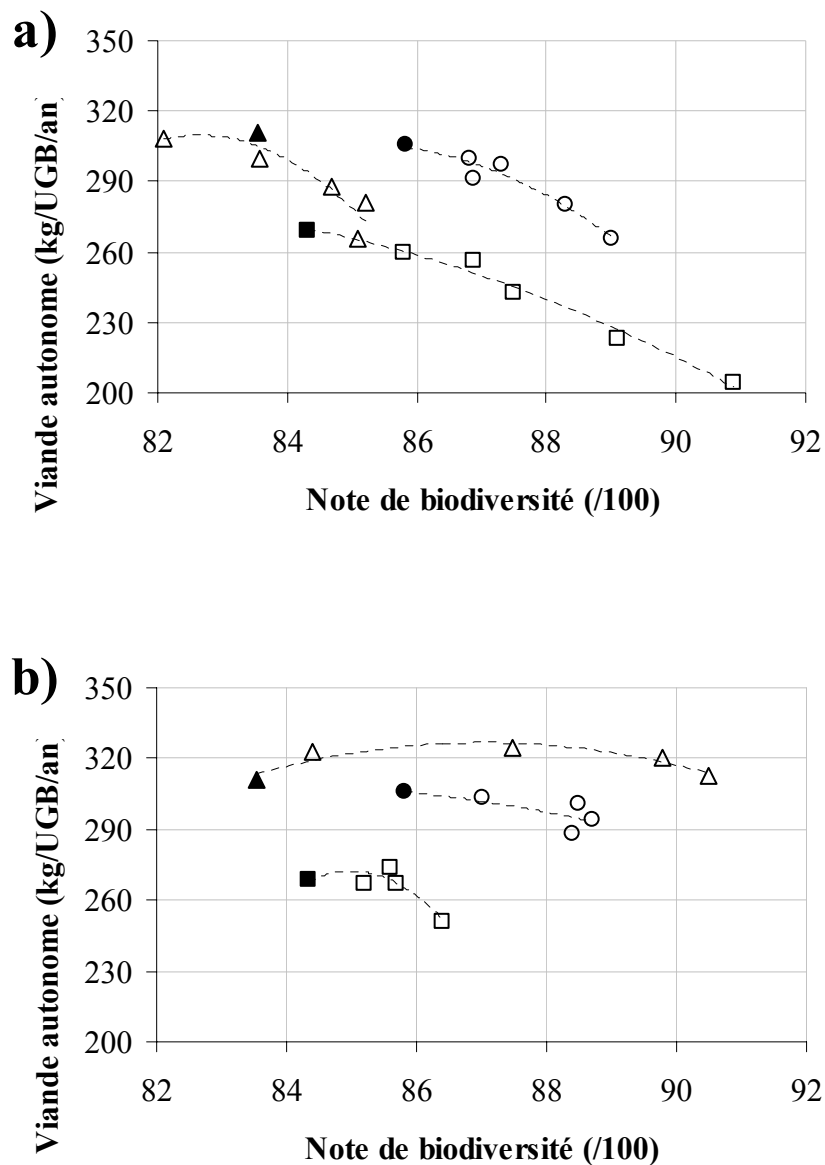 a)
Viande autonome (kg/UGB/an)
350
320
290
260
230
200
82 84 86 88 90 92
Note de biodiversité (/100)
b)
Viande autonome (kg/UGB/an)
350
320
290
260
230
200
82 84 86 88 90 92
Note de biodiversité (/100)